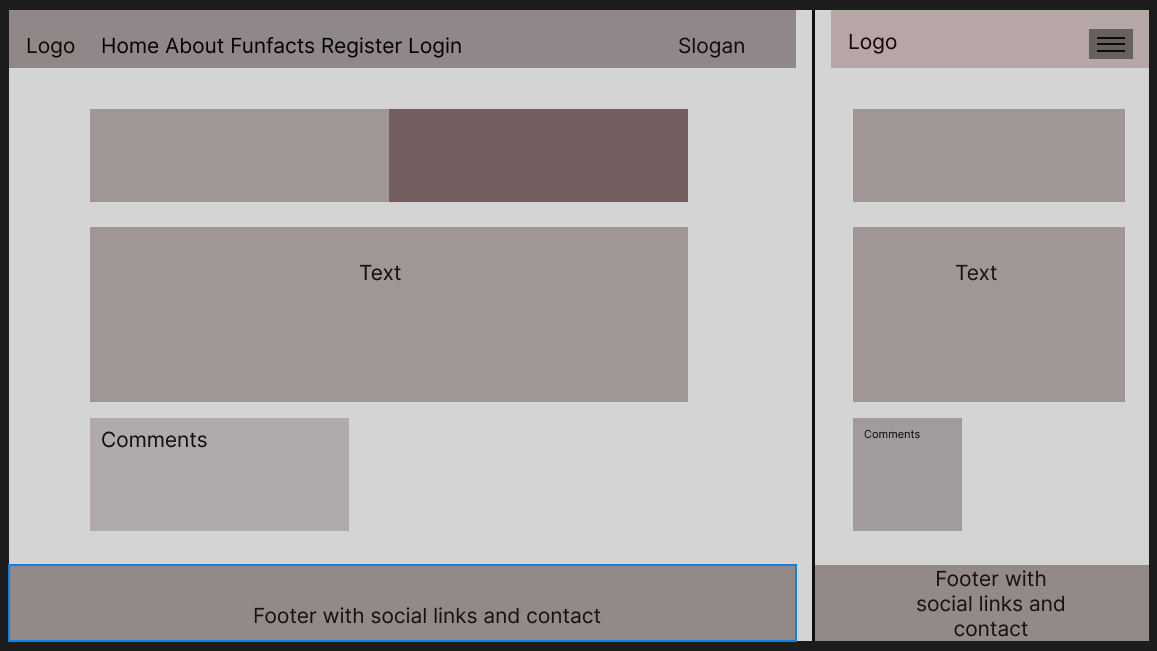 Logo Home About Funfacts Register Login Slogan
Text
Comments
Footer with social links and contact
Logo
Text
Comments
Footer with
social links and
contact